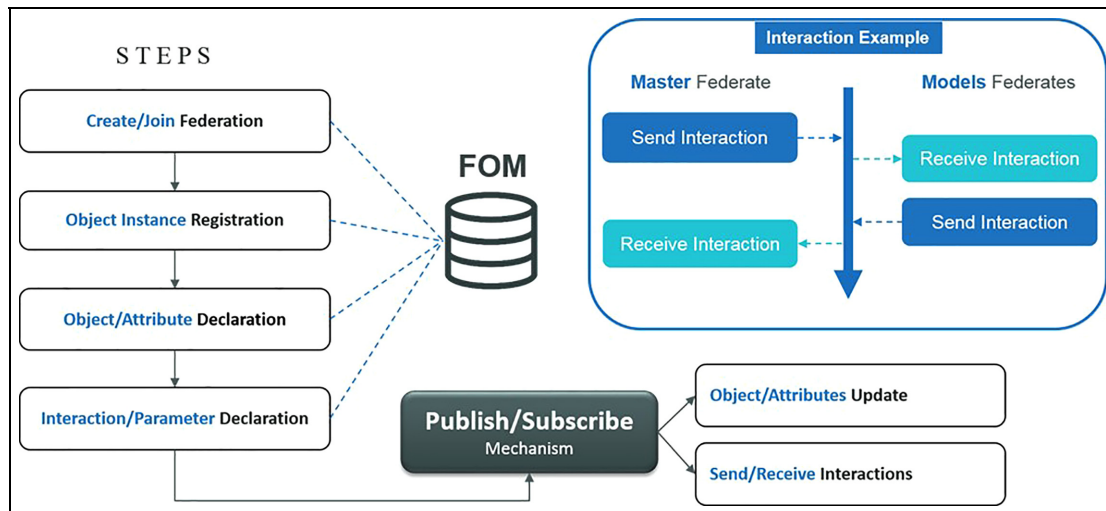 STEPS
Create/Join Federation
Object Instance Registration
Object/Attribute Declaration
Interaction/Parameter Declaration
FOM
Publish/Subscribe
Mechanism
Object/Attributes Update
Send/Receive Interactions
Interaction Example
Master Federate
Models Federates
Send Interaction
Receive Interaction
Send Interaction
Receive Interaction